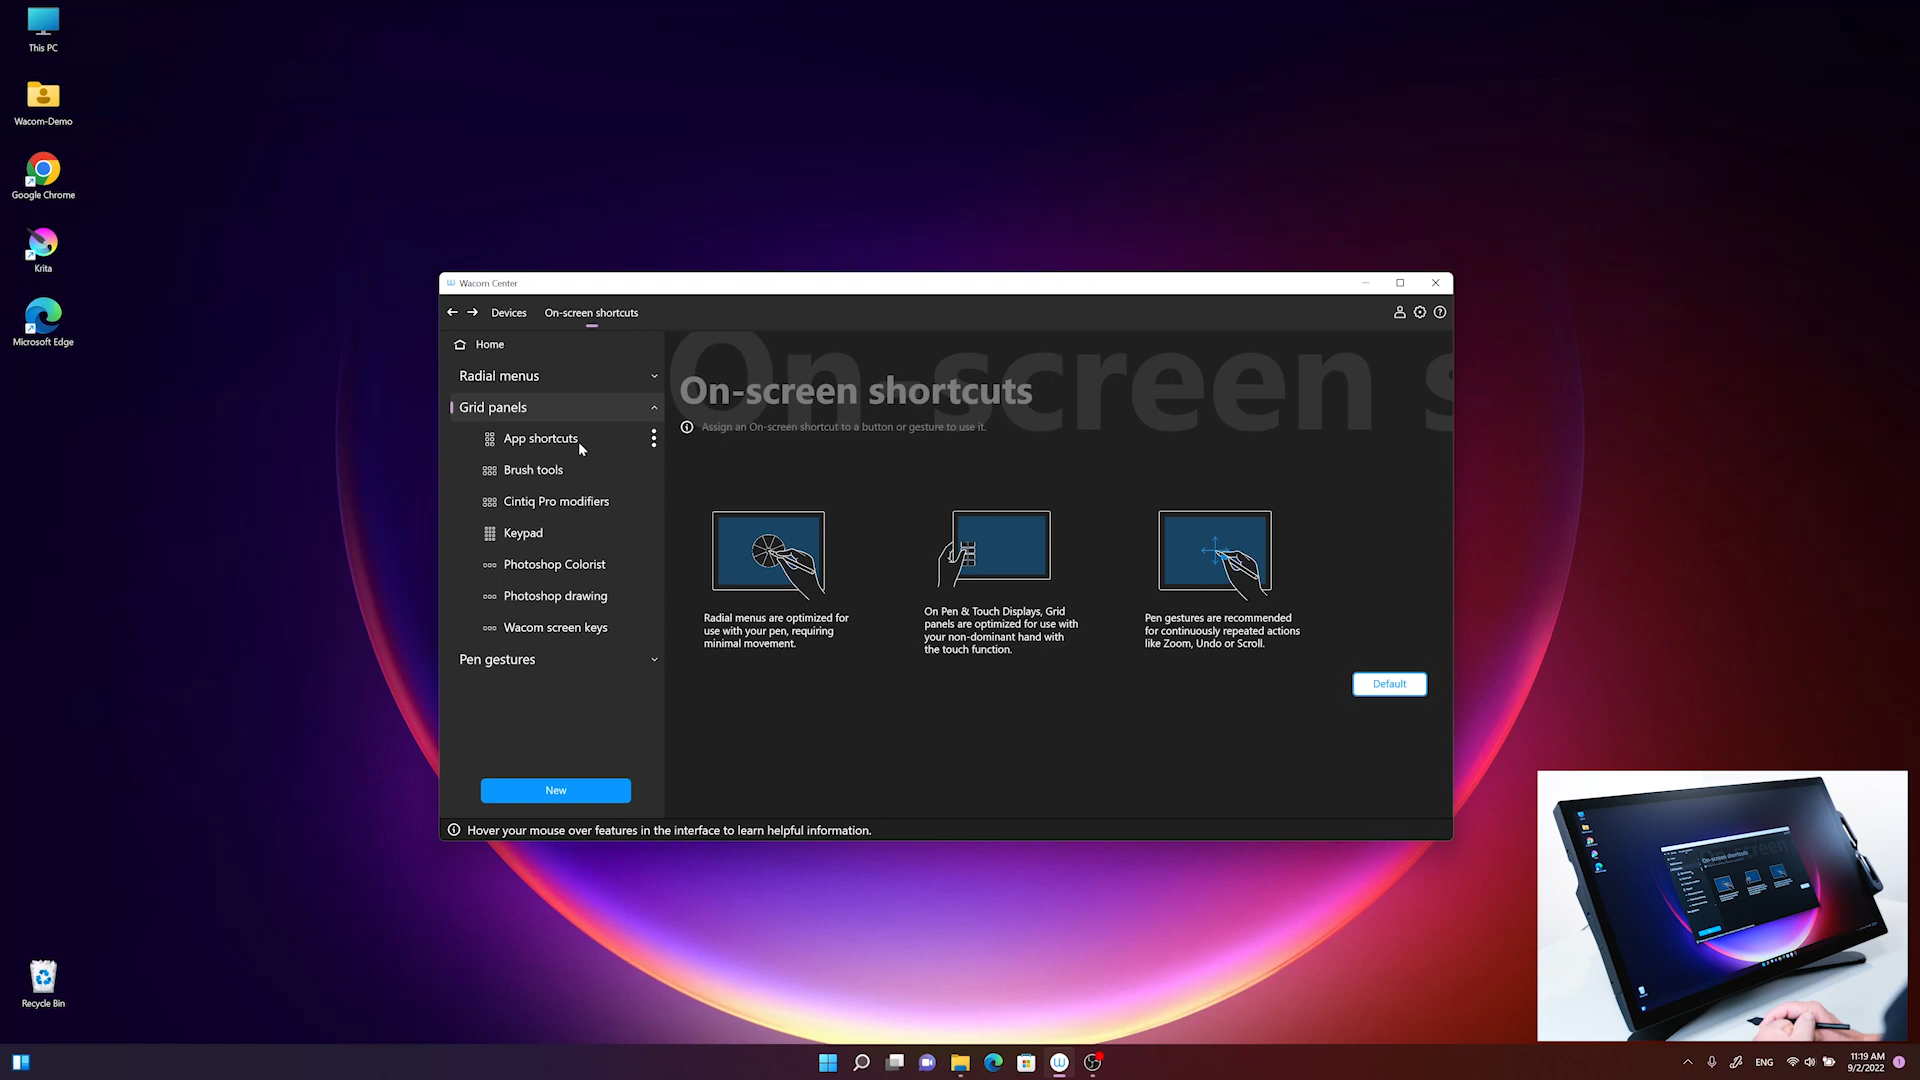 This PC
Wacom-Demo
Google Chrome
Krita
Microsoft Edge
Recycle Bin
Wacom Center
Devices
On-screen shortcuts
Home
Radial menus
Grid panels
App shortcuts
Brush tools
Cintiq Pro modifiers
Keypad
Photoshop Colorist
Photoshop drawing
Wacom screen keys
Pen gestures
New
On-screen s
On-screen shortcuts
Assign an On-screen shortcut to a button or gesture to use it.
Radial menus are optimized for
use with your pen, requiring
minimal movement.
On Pen & Touch Displays, Grid
panels are optimized for use with
your non-dominant hand with
the touch function.
Pen gestures are recommended
for continuously repeated actions
like Zoom, Undo or Scroll.
Default
Hover your mouse over features in the interface to learn helpful information.
On-screen shortcuts
ENG
11:19 AM
9/2/2022
1